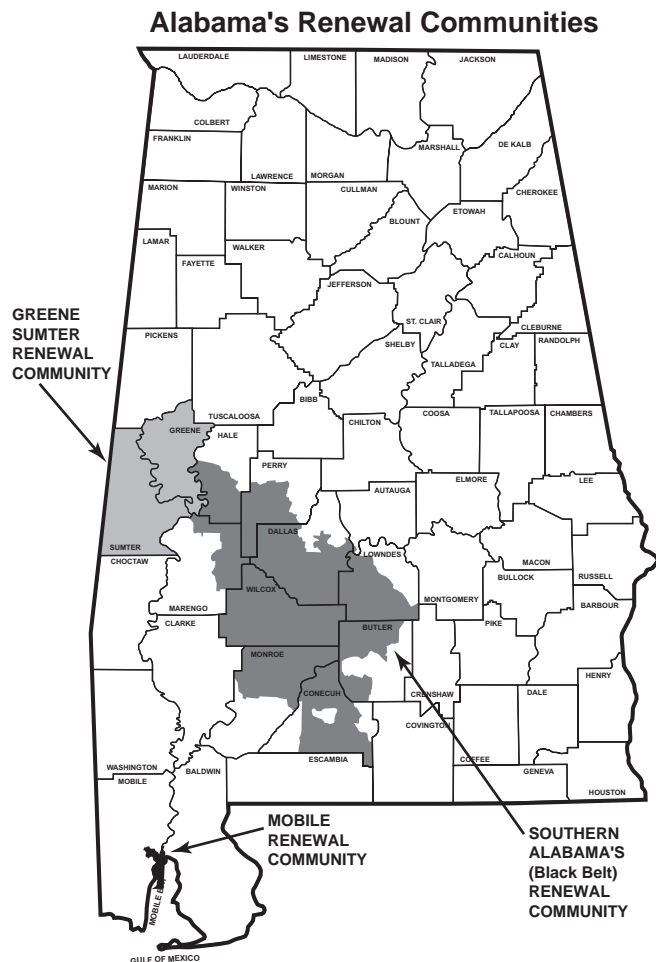 Alabama's Renewal Communities
LAUDERDALE
LIMESTONE
MADISON
JACKSON
COLBERT
FRANKLIN
LAWRENCE
MORGAN
MARSHALL
DE KALB
MARION
WINSTON
CULLMAN
CHEROKEE
BLOUNT
ETOWAH
LAMAR
FAYETTE
WALKER
CALHOUN
JEFFERSON
GREENE
SUMTER
RENEWAL
COMMUNITY
ST. CLAIR
CLEBURNE
PICKENS
SHELBY
CLAY
RANDOLPH
TALLADEGA
BIBB
TUSCALOOSA
COOSA
TALLAPOOSA
CHAMBERS
CHILTON
GREENE
HALE
PERRY
ELMORE
LEE
AUTAUGA
DALLAS
SUMTER
LOWNDES
MACON
CHOCTAW
BULLOCK
RUSSELL
WILCOX
MONTGOMERY
MARENGO
BARBOUR
CLARKE
BUTLER
PIKE
MONROE
HENRY
CONECUH
CRENSHAW
DALE
COVINGTON
WASHINGTON
BALDWIN
ESCAMBIA
COFFEE
MOBILE
GENEVA
HOUSTON
MOBILE
RENEWAL
COMMUNITY
SOUTHERN
ALABAMA'S
(Black Belt)
RENEWAL
COMMUNITY
MOBILE BAY
GULF OF MEXICO